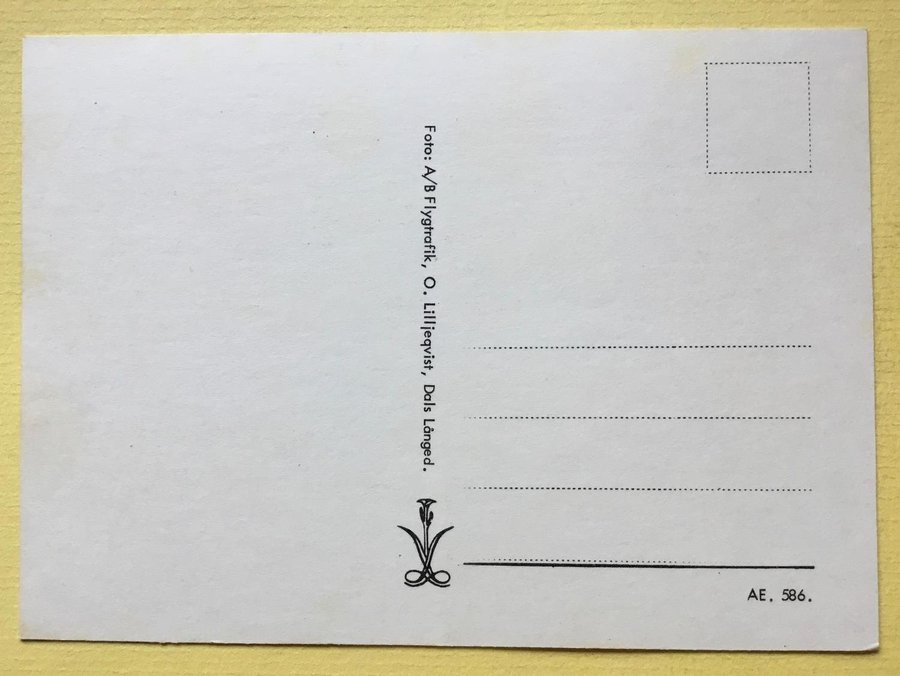 Foto: A/B Flygtrafik, O. Lilljeqvist, Dals Långed.
AE. 586.